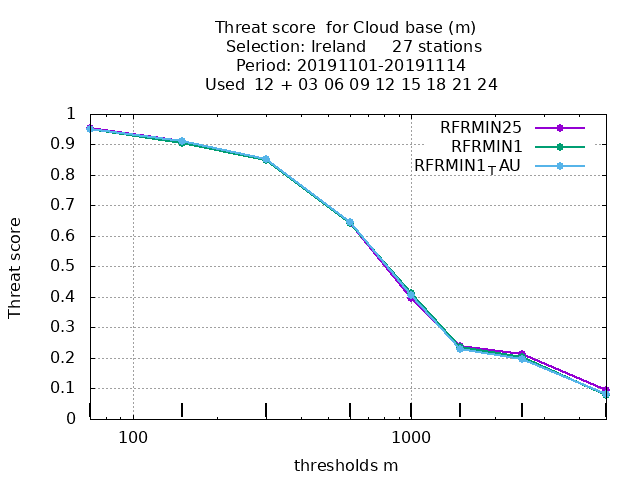 Threat score  for Cloud base (m)
Selection: Ireland     27 stations
Period: 20191101-20191114
Used  12 + 03 06 09 12 15 18 21 24
RFRMIN25
RFRMIN1
RFRMIN1TAU
Threat score
1
0.9
0.8
0.7
0.6
0.5
0.4
0.3
0.2
0.1
0
100
1000
thresholds m